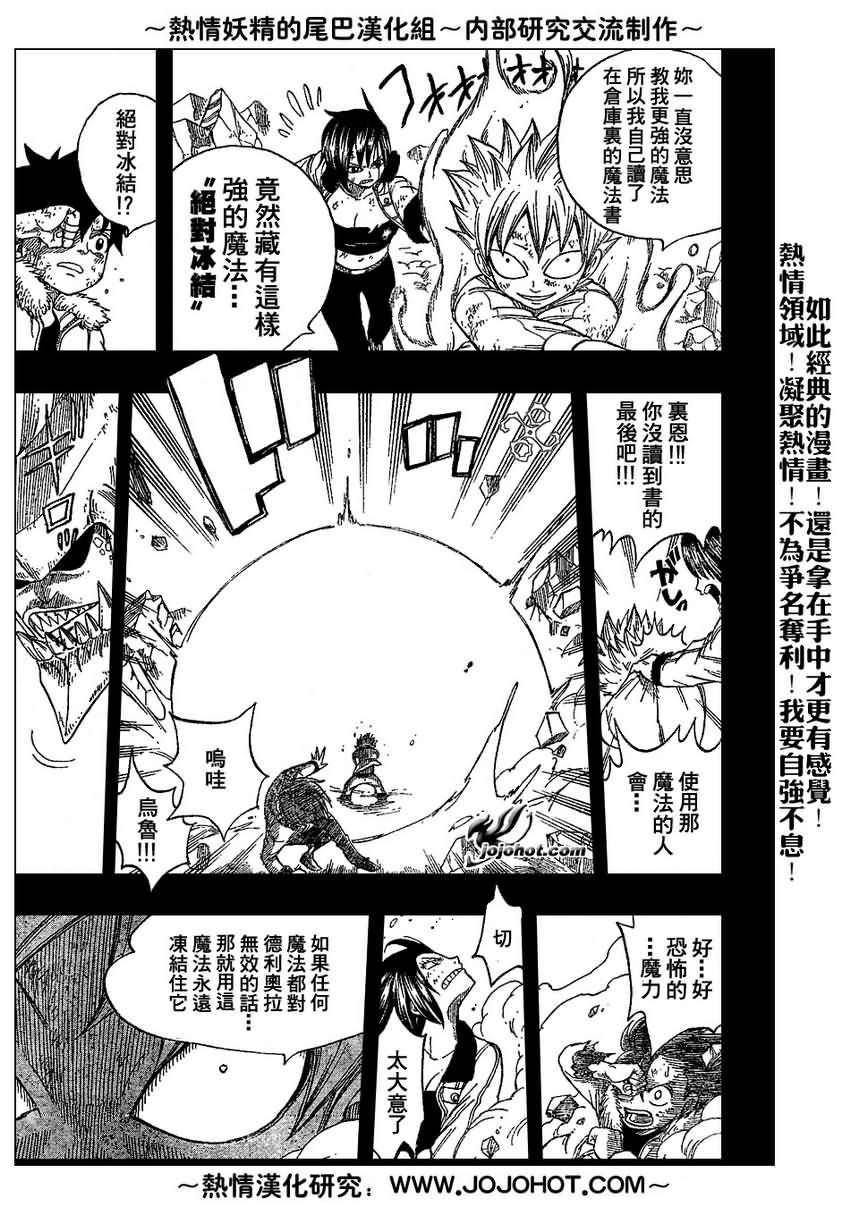 ～熱情妖精的尾巴漢化組～内部研究交流制作～
妳一直沒意思
教我更強的魔法
所以我自己讀了
在倉庫裏的魔法書
オオオオオ
竟然藏有這樣
強的魔法…
〝絕對冰結〞
絕對冰結!?
裏恩!!!
你沒讀到書的
最後吧!!!
ギャ
使用那
魔法的人
會…
嗚哇
烏魯!!!
jojohot.com
好…好
恐怖的
…魔力
切
太大意了
如果任何
魔法都對
德利奧拉
無效的話…
那就用這
魔法永遠
凍結住它
如此經典的漫畫！還是拿在手中才更有感覺！
熱情領域！凝聚熱情！不為爭名奪利！我要自強不息！
～熱情漢化研究：WWW.JOJOHOT.COM～